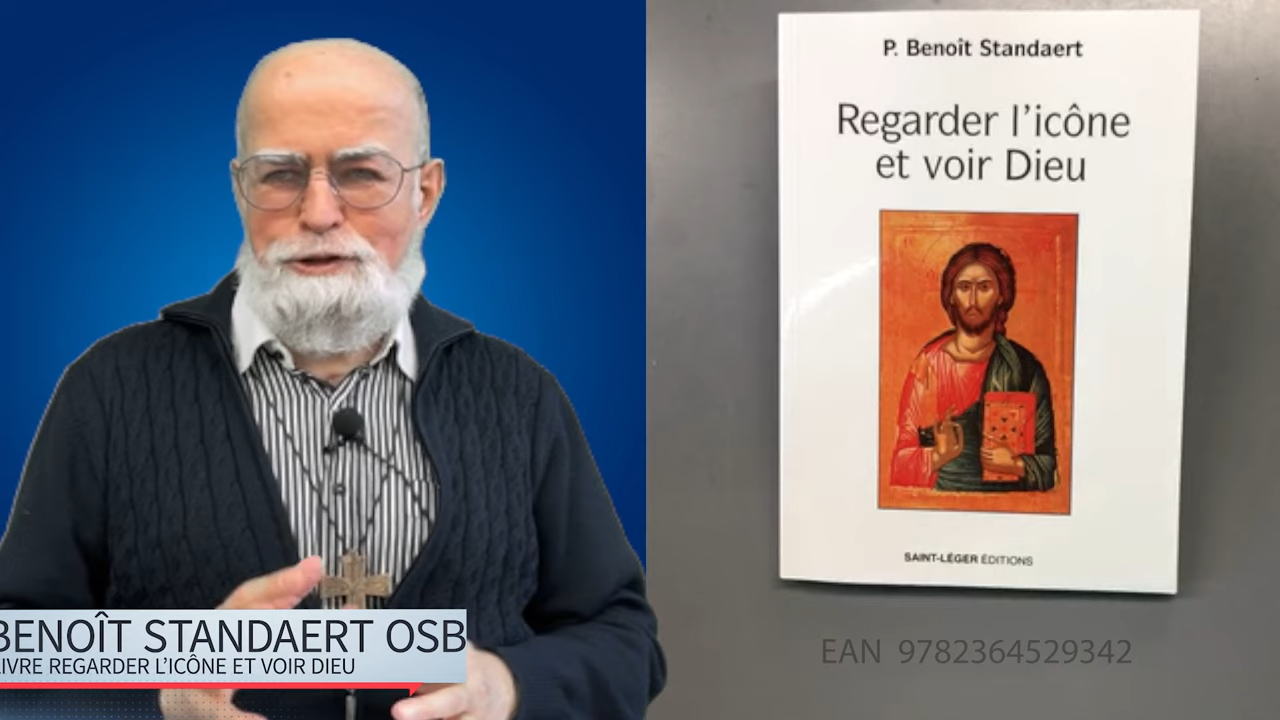 BENOÎT STANDAERT OSB
LIVRE REGARDER L'ICÔNE ET VOIR DIEU
P. Benoît Standaert
Regarder l'icône
et voir Dieu
SAINT-LÉGER ÉDITIONS
EAN 9782364529342